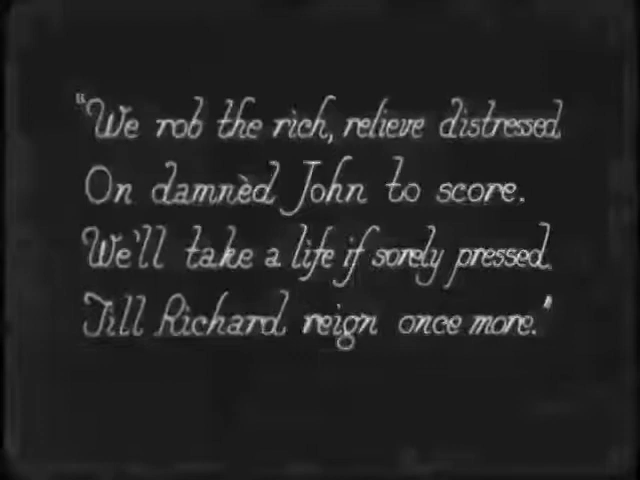 "We rob the rich, relieve distressed
On damnèd John to score.
We'll take a life if sorely pressed
Till Richard reign once more."